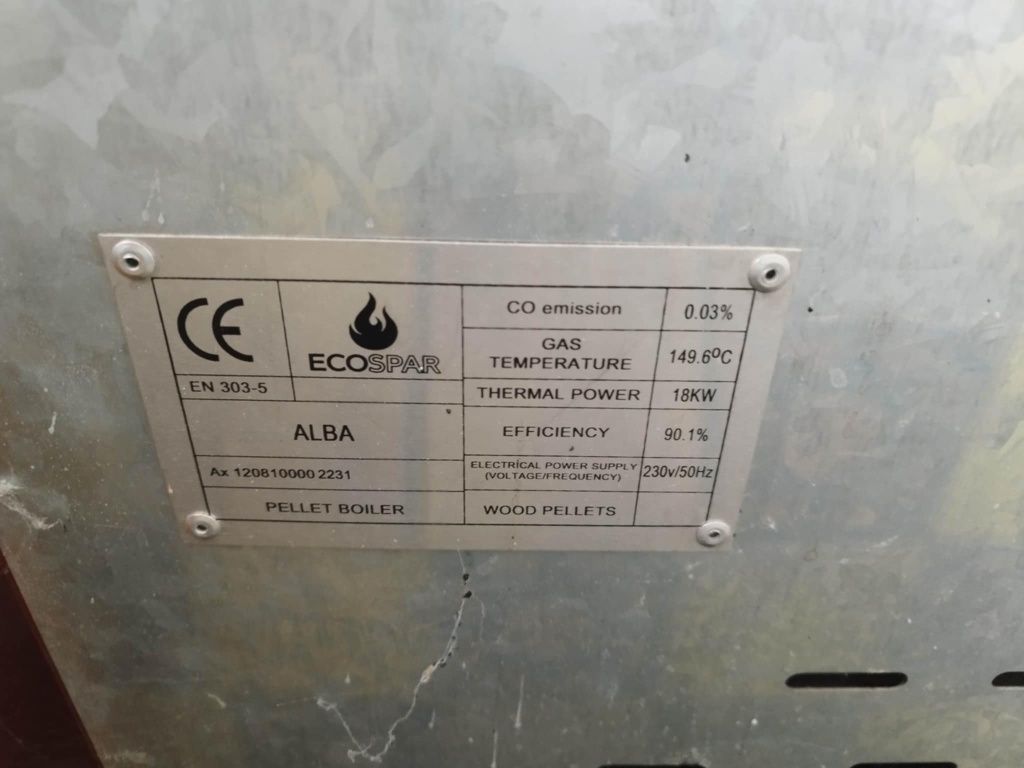 CE
ECOSPAR
EN 303-5
ALBA
Ax 120810000 2231
PELLET BOILER
CO emission 0.03%
GAS
TEMPERATURE 149.6ºC
THERMAL POWER 18KW
EFFICIENCY 90.1%
ELECTRICAL POWER SUPPLY
(VOLTAGE/FREQUENCY) 230v/50Hz
WOOD PELLETS